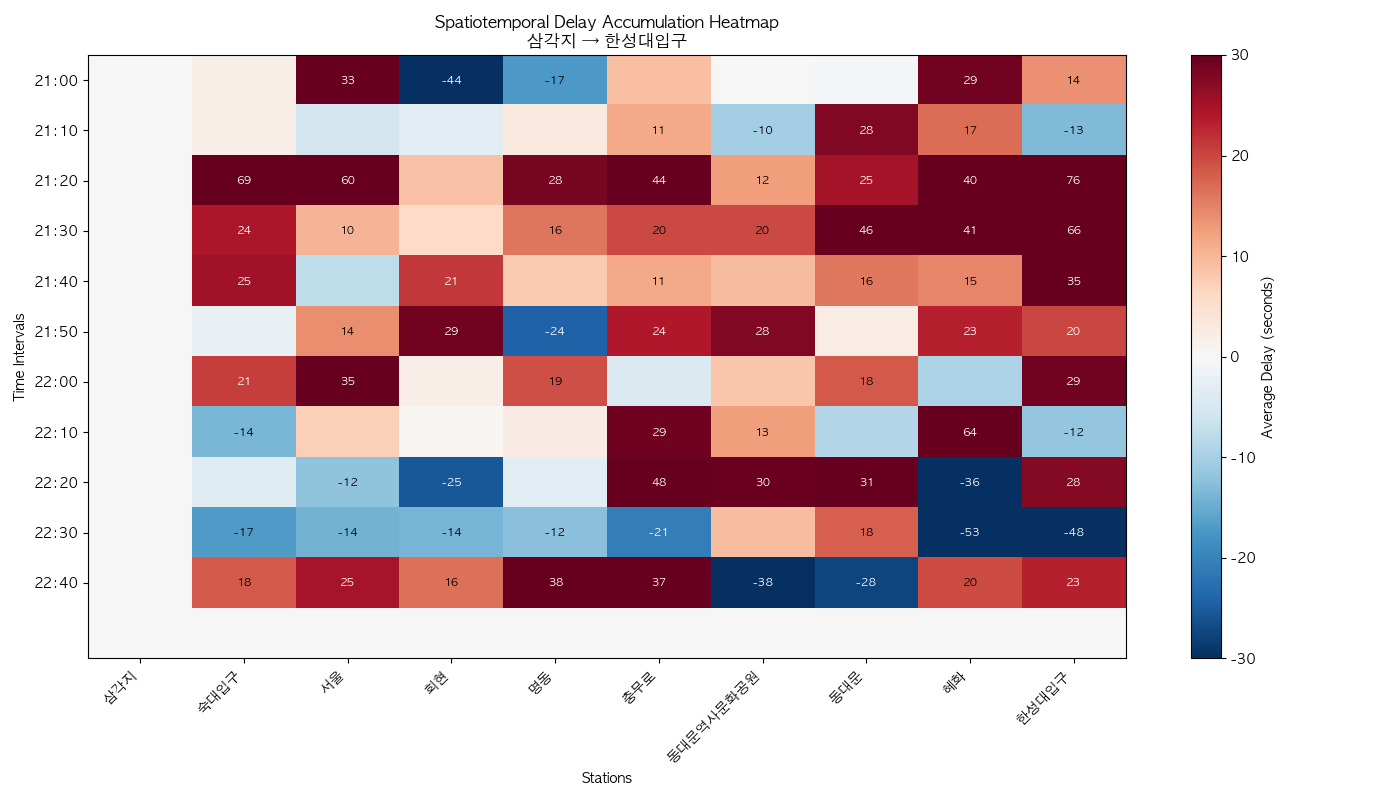 Spatiotemporal Delay Accumulation Heatmap
삼각지 → 한성대입구
21:00 33 -44 -17 29 14
21:10 11 -10 28 17 -13
21:20 69 60 28 44 12 25 40 76
21:30 24 10 16 20 20 46 41 66
21:40 25 21 11 16 15 35
21:50 14 29 -24 24 28 23 20
22:00 21 35 19 18 29
22:10 -14 29 13 64 -12
22:20 -12 -25 48 30 31 -36 28
22:30 -17 -14 -14 -12 -21 18 -53 -48
22:40 18 25 16 38 37 -38 -28 20 23
Time Intervals
삼각지 숙대입구 서울 회현 명동 충무로 동대문역사문화공원 동대문 혜화 한성대입구
Stations
30
20
10
0
-10
-20
-30
Average Delay (seconds)